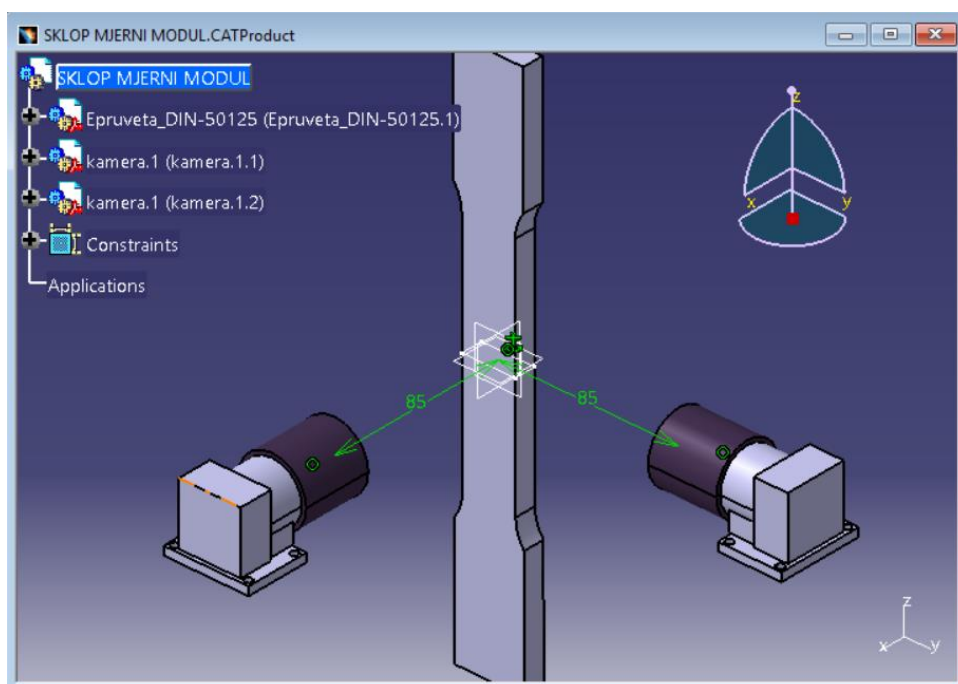 SKLOP MJERNI MODUL.CATProduct
SKLOP MJERNI MODUL
Epruveta_DIN-50125 (Epruveta_DIN-50125.1)
kamera.1 (kamera.1.1)
kamera.1 (kamera.1.2)
Constraints
Applications
z
x
y
85
85
z
x
y